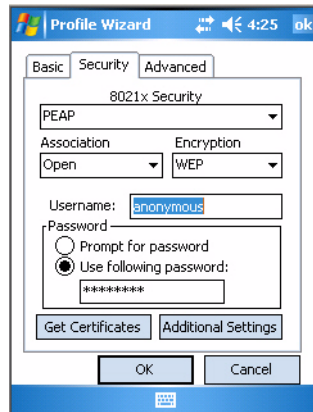 Profile Wizard 4:25 ok
Basic Security Advanced
8021x Security
PEAP
Association Encryption
Open WEP
Username: anonymous
Password
Prompt for password
Use following password:
********
Get Certificates Additional Settings
OK Cancel